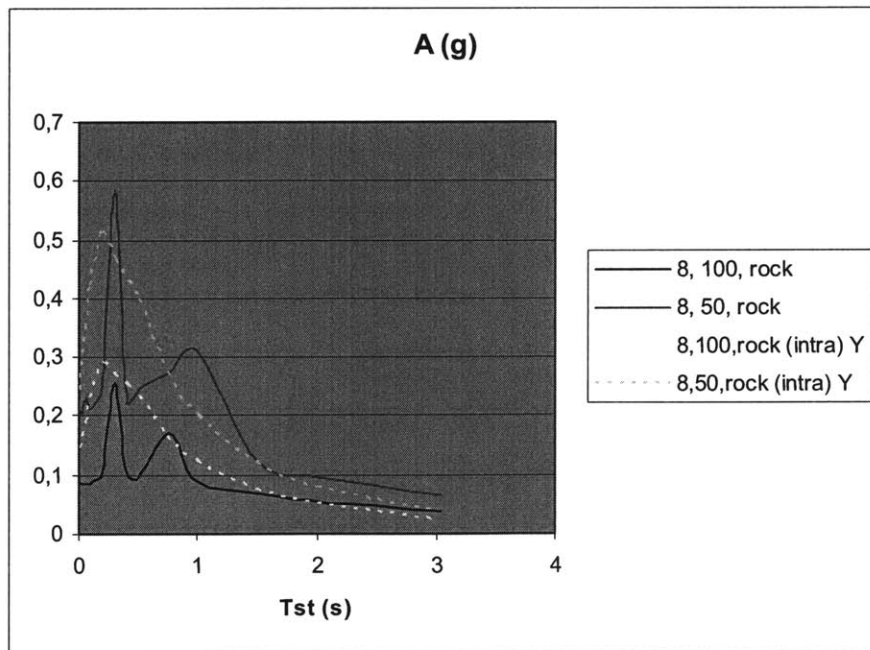 A (g)
0,7
0,6
0,5
0,4
0,3
0,2
0,1
0
0 1 2 3 4
Tst (s)
8, 100, rock
8, 50, rock
8,100,rock (intra) Y
8,50,rock (intra) Y